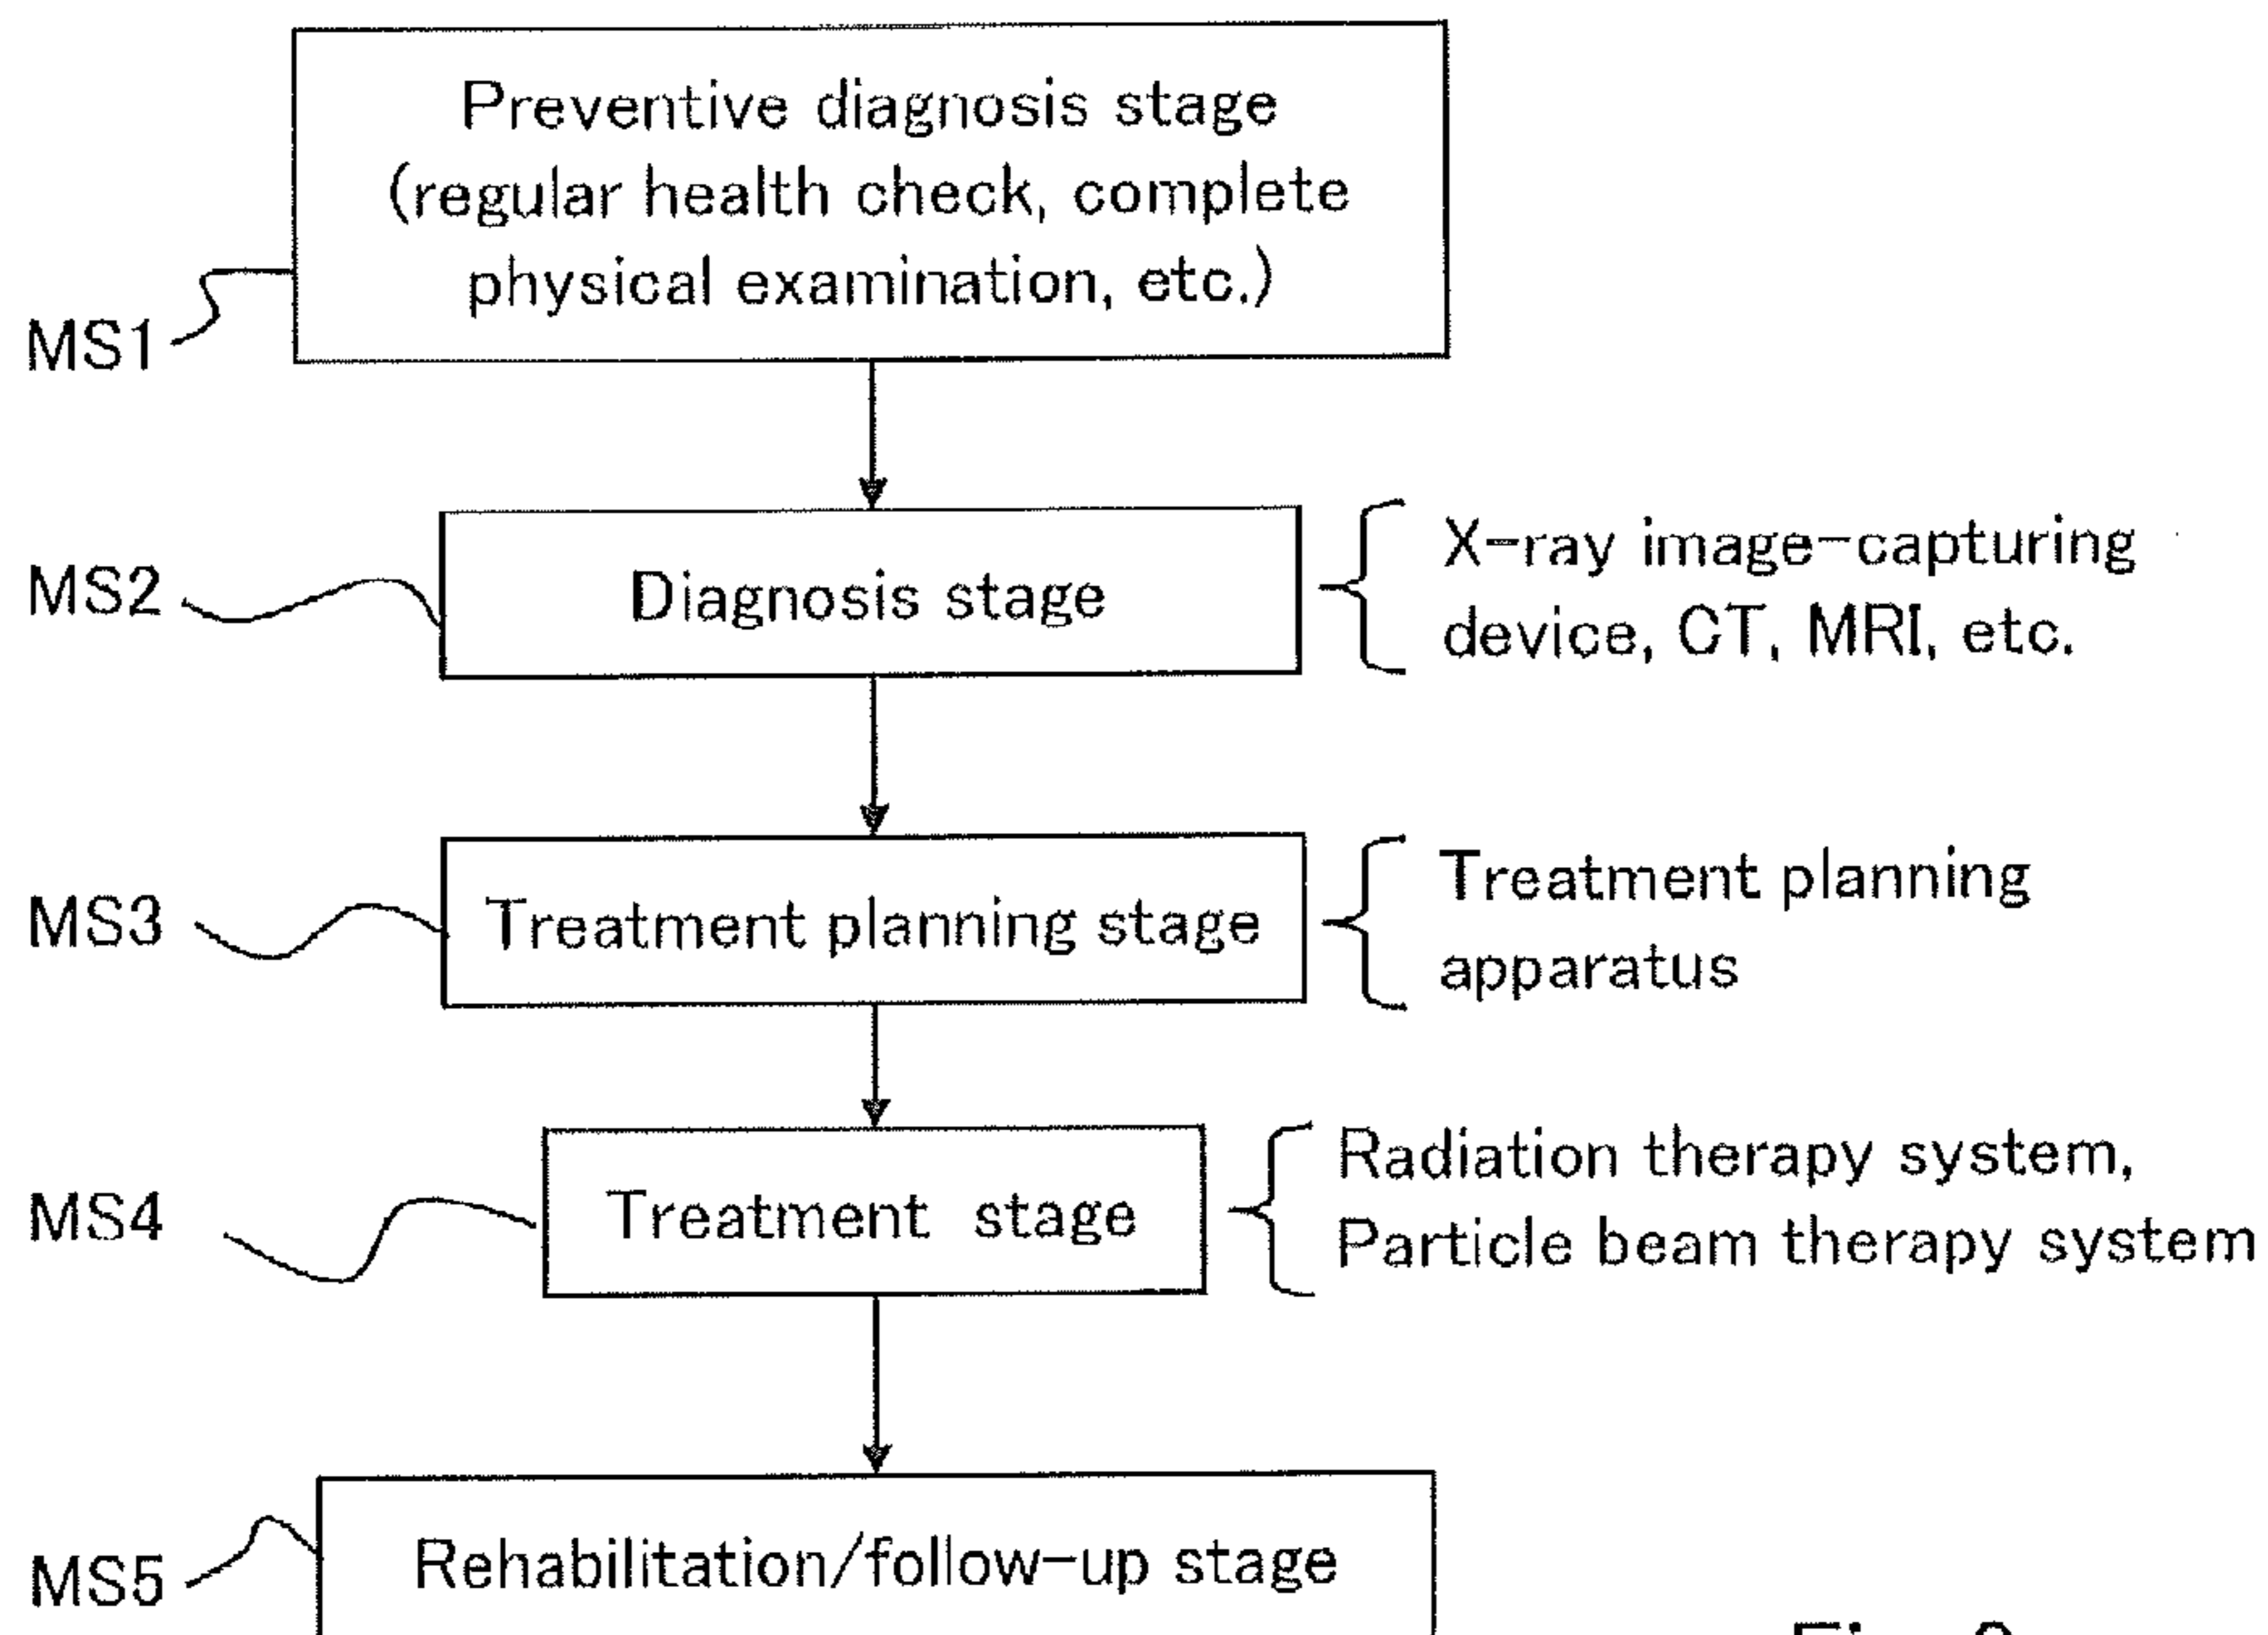 Preventive diagnosis stage
(regular health check, complete
physical examination, etc.)
MS1
MS2
Diagnosis stage
X-ray image-capturing
device, CT, MRI, etc.
MS3
Treatment planning stage
Treatment planning
apparatus
MS4
Treatment stage
Radiation therapy system,
Particle beam therapy system
MS5
Rehabilitation/follow-up stage